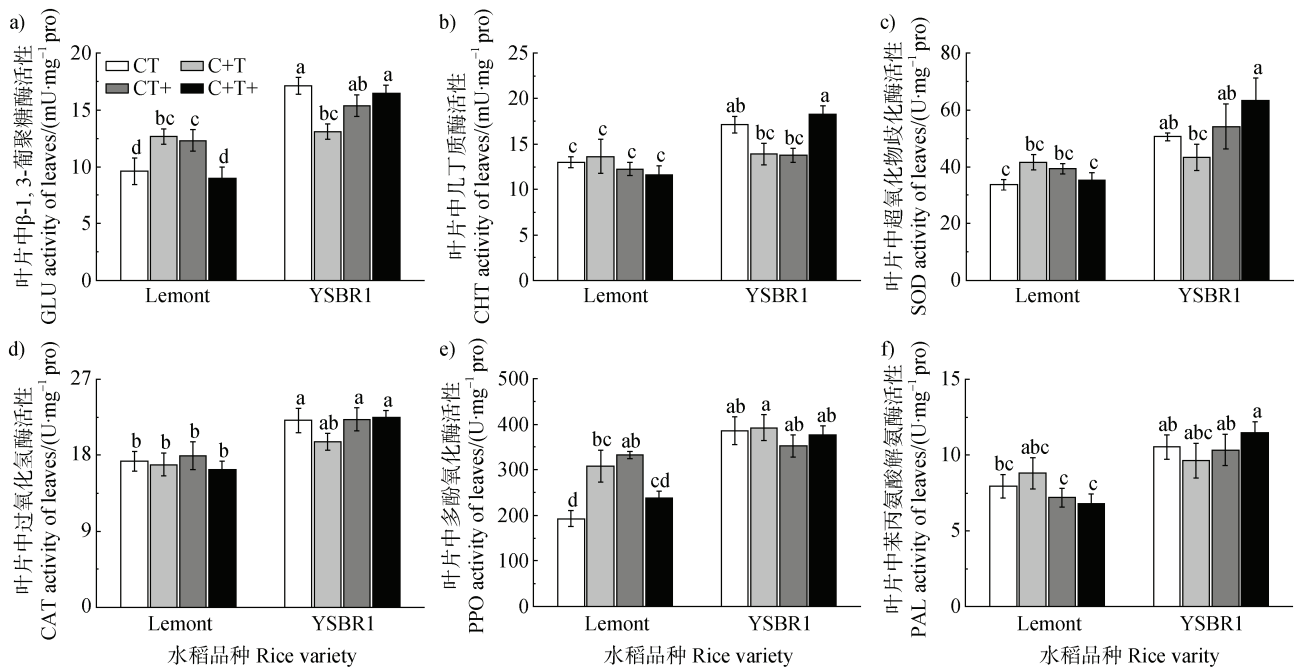 a)
叶片中β-1, 3-葡聚糖酶活性
GLU activity of leaves/(mU·mg⁻¹ pro)
20
15
10
5
0
CT
C+T
CT+
C+T+
d
bc
c
d
a
bc
ab
a
Lemont
YSBR1
b)
叶片中几丁质酶活性
CHT activity of leaves/(mU·mg⁻¹ pro)
25
20
15
10
5
0
c
c
c
c
ab
bc
bc
a
Lemont
YSBR1
c)
叶片中超氧化物歧化酶活性
SOD activity of leaves/(U·mg⁻¹ pro)
80
60
40
20
0
c
bc
bc
c
ab
bc
ab
a
Lemont
YSBR1
d)
叶片中过氧化氢酶活性
CAT activity of leaves/(U·mg⁻¹ pro)
27
18
9
0
b
b
b
b
a
ab
a
a
Lemont
YSBR1
水稻品种 Rice variety
e)
叶片中多酚氧化酶活性
PPO activity of leaves/(U·mg⁻¹ pro)
500
400
300
200
100
0
d
bc
ab
cd
ab
a
ab
ab
Lemont
YSBR1
水稻品种 Rice variety
f)
叶片中苯丙氨酸解氨酶活性
PAL activity of leaves/(U·mg⁻¹ pro)
15
10
5
0
bc
abc
c
c
ab
abc
ab
a
Lemont
YSBR1
水稻品种 Rice variety